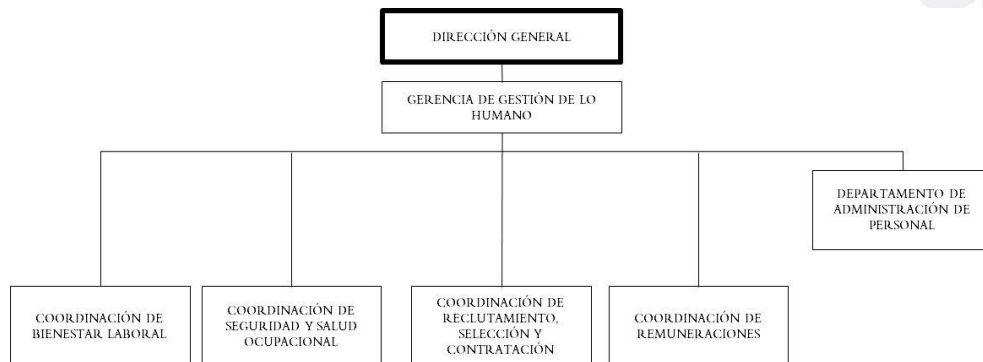 DIRECCIÓN GENERAL
GERENCIA DE GESTIÓN DE LO
HUMANO
DEPARTAMENTO DE
ADMINISTRACIÓN DE
PERSONAL
COORDINACIÓN DE
BIENESTAR LABORAL
COORDINACIÓN DE
SEGURIDAD Y SALUD
OCUPACIONAL
COORDINACIÓN DE
RECLUTAMIENTO,
SELECCIÓN Y
CONTRATACIÓN
COORDINACIÓN DE
REMUNERACIONES